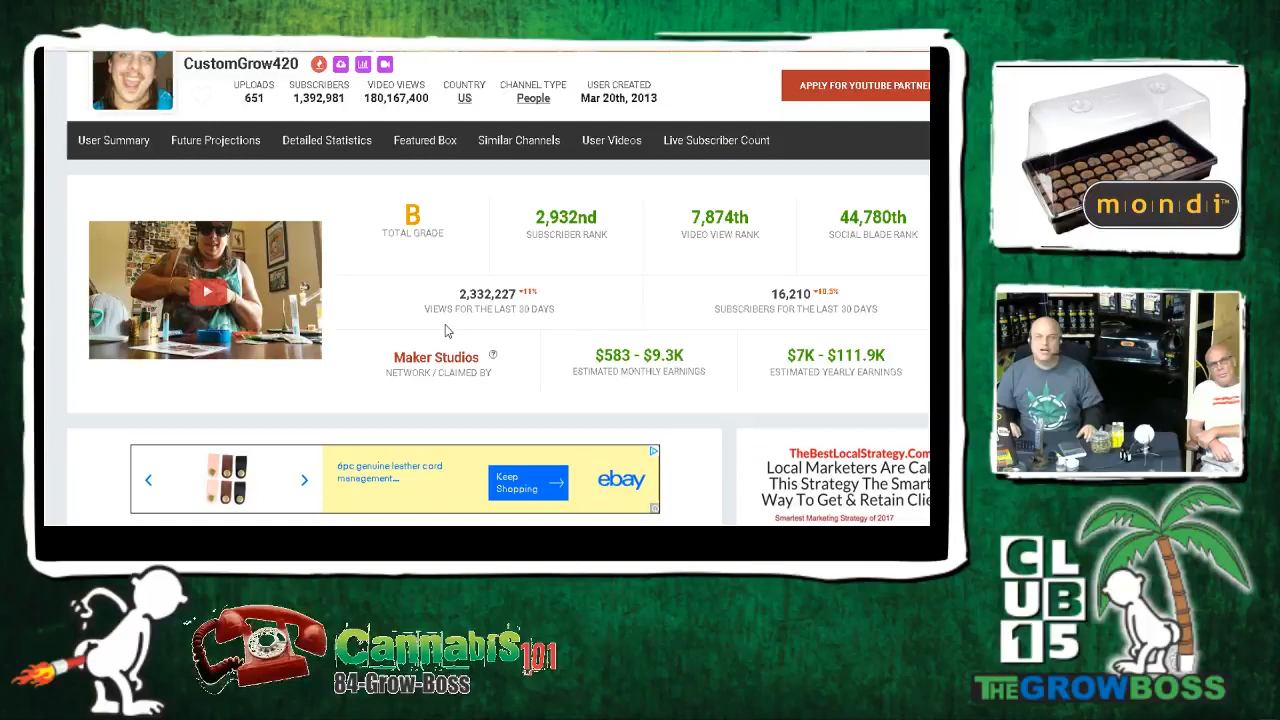 CustomGrow420
UPLOADS
651
SUBSCRIBERS
1,392,981
VIDEO VIEWS
180,167,400
COUNTRY
US
CHANNEL TYPE
People
USER CREATED
Mar 20th, 2013
APPLY FOR YOUTUBE PARTNE
User Summary
Future Projections
Detailed Statistics
Featured Box
Similar Channels
User Videos
Live Subscriber Count
B
TOTAL GRADE
2,932nd
SUBSCRIBER RANK
7,874th
VIDEO VIEW RANK
44,780th
SOCIAL BLADE RANK
2,332,227
VIEWS FOR THE LAST 30 DAYS
16,210
SUBSCRIBERS FOR THE LAST 30 DAYS
Maker Studios
NETWORK / CLAIMED BY
$583 - $9.3K
ESTIMATED MONTHLY EARNINGS
$7K - $111.9K
ESTIMATED YEARLY EARNINGS
6pc genuine leather cord
management...
Keep
Shopping
ebay
TheBestLocalStrategy.Com
Local Marketers Are Cal
This Strategy The Smart
Way To Get & Retain Clie
Smartest Marketing Strategy of 2017
mondi™
CLUB 15
THEGROWBOSS
Cannabis 101
84-Grow-Boss